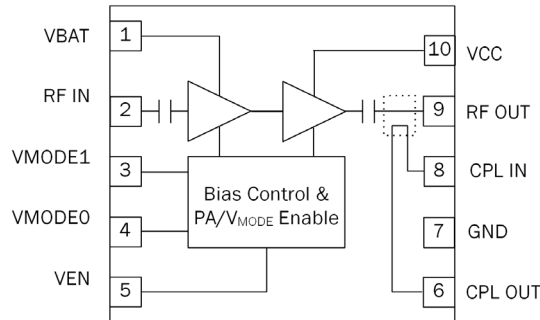 VBAT
1
10
VCC
RF IN
2
9
RF OUT
VMODE1
3
8
CPL IN
Bias Control &
PA/VMODE Enable
VMODE0
4
7
GND
VEN
5
6
CPL OUT